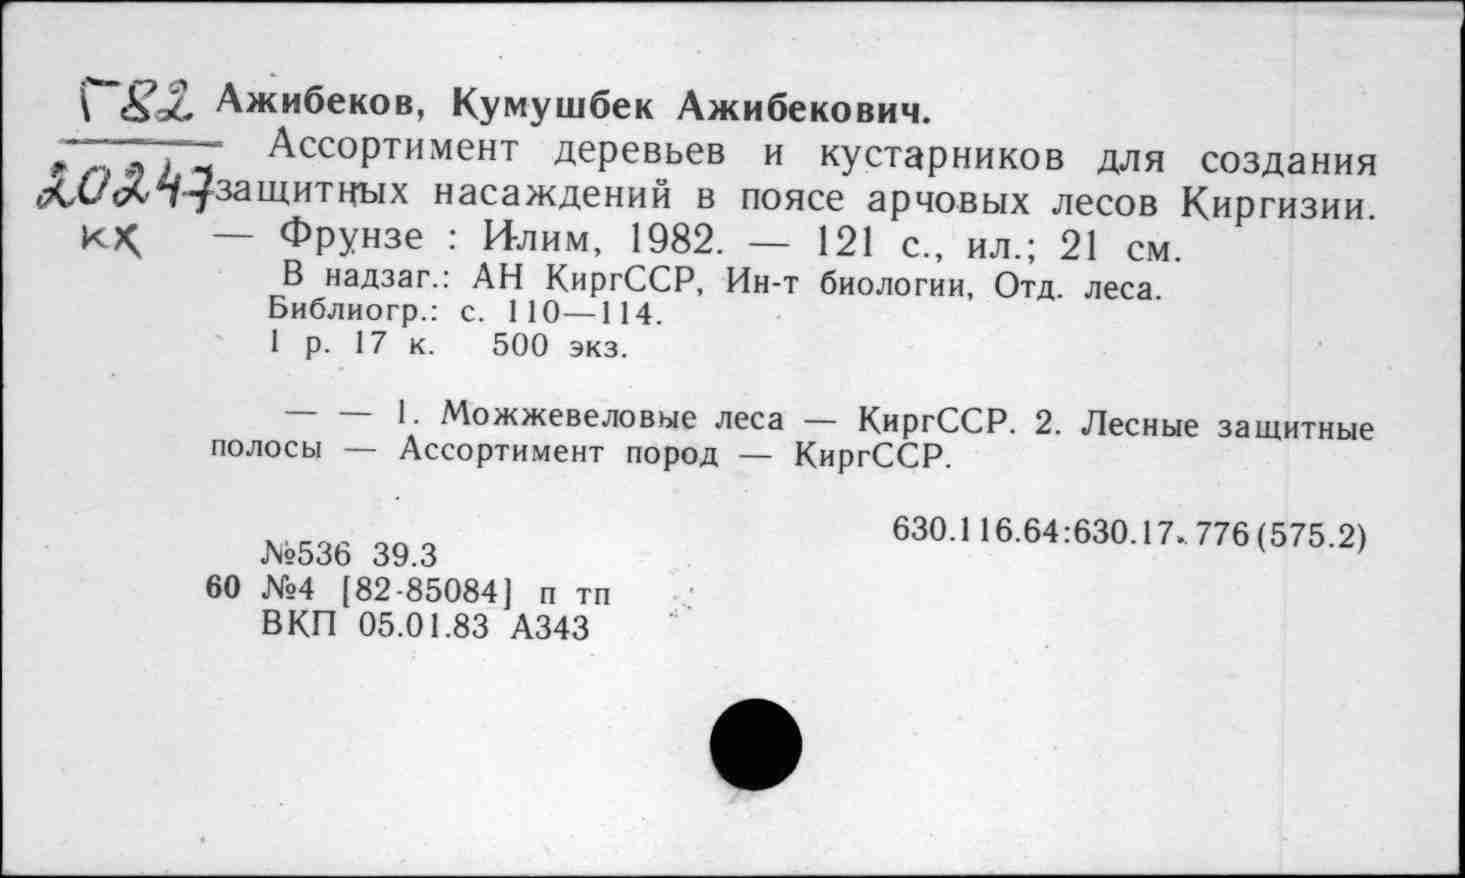 Г82 Ажибеков, Кумушбек Ажибекович.
Ассортимент деревьев и кустарников для создания
20247 защитных насаждений в поясе арчовых лесов Киргизии.
кх — Фрунзе : Илим, 1982. — 121 с., ил.; 21 см.
В надзаг.: АН КиргССР, Ин-т биологии, Отд. леса.
Библиогр.: с. 110—114.
1 р. 17 к. 500 экз.
— — 1. Можжевеловые леса — КиргССР. 2. Лесные защитные
полосы — Ассортимент пород — КиргССР.
630.116.64:630.17.776(575.2)
№536 39.3
60 №4 [82-85084] п тп
ВКП 05.01.83 А343